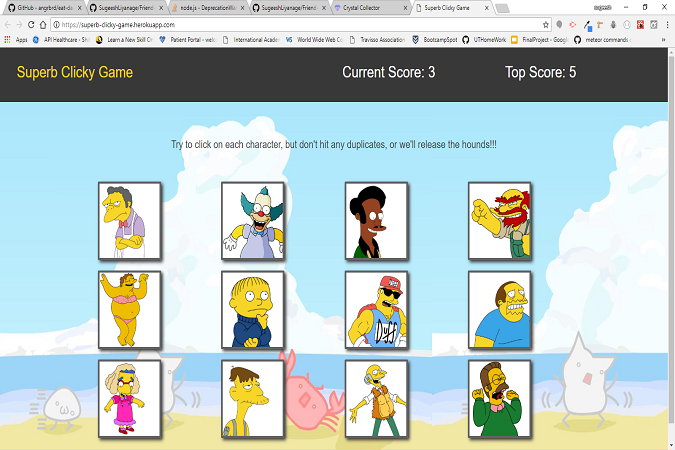 GitHub - angrbrd/eat-da
SugeeshLiyanage/Friend
node.js - DeprecationWa
SugeeshLiyanage/Friend
Crystal Collector
Superb Clicky Game
https://superb-clicky-game.herokuapp.com
Apps
API Healthcare - Shi
Learn a New Skill O
Patient Portal - welc
International Academ
World Wide Web Co
Travisso Association
BootcampSpot
UTHomeWork
FinalProject - Google
meteor commands
Superb Clicky Game
Current Score: 3
Top Score: 5
Try to click on each character, but don't hit any duplicates, or we'll release the hounds!!!
Duff